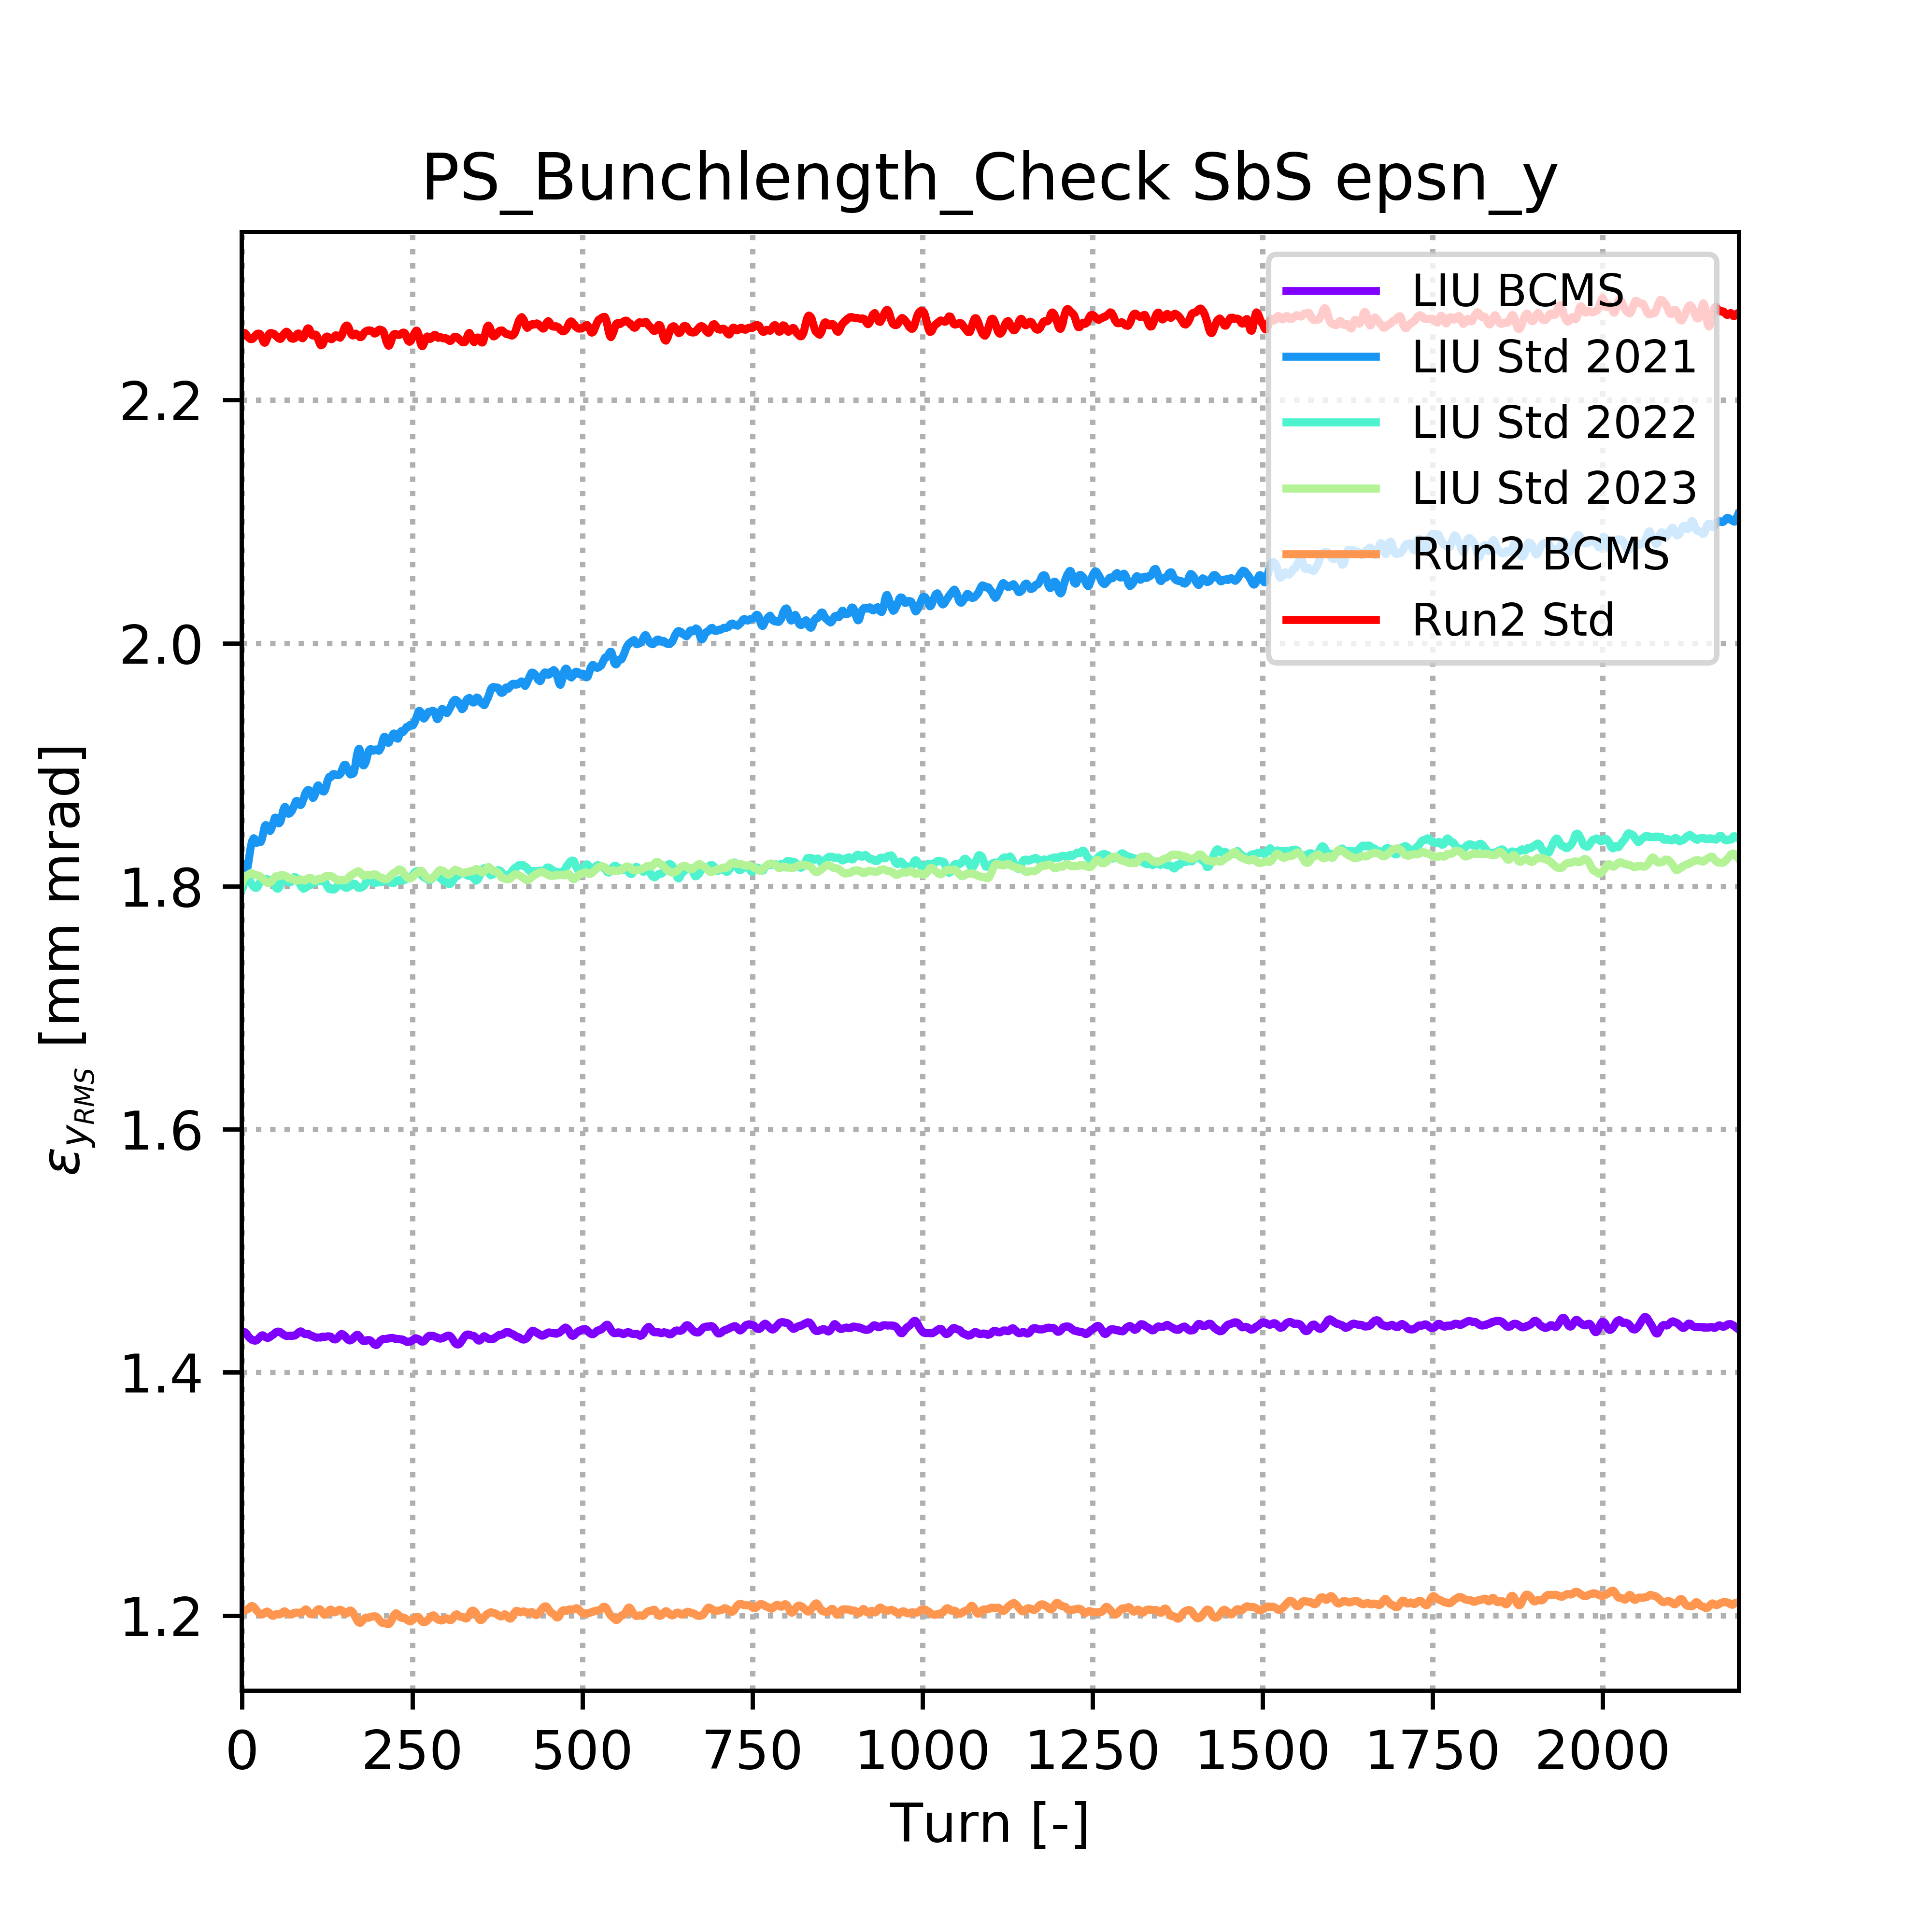 PS_Bunchlength_Check SbS epsn_y
LIU BCMS
LIU Std 2021
LIU Std 2022
LIU Std 2023
Run2 BCMS
Run2 Std
2.2
2.0
1.8
1.6
1.4
1.2
ε_{y_{RMS}} [mm mrad]
0 250 500 750 1000 1250 1500 1750 2000
Turn [-]